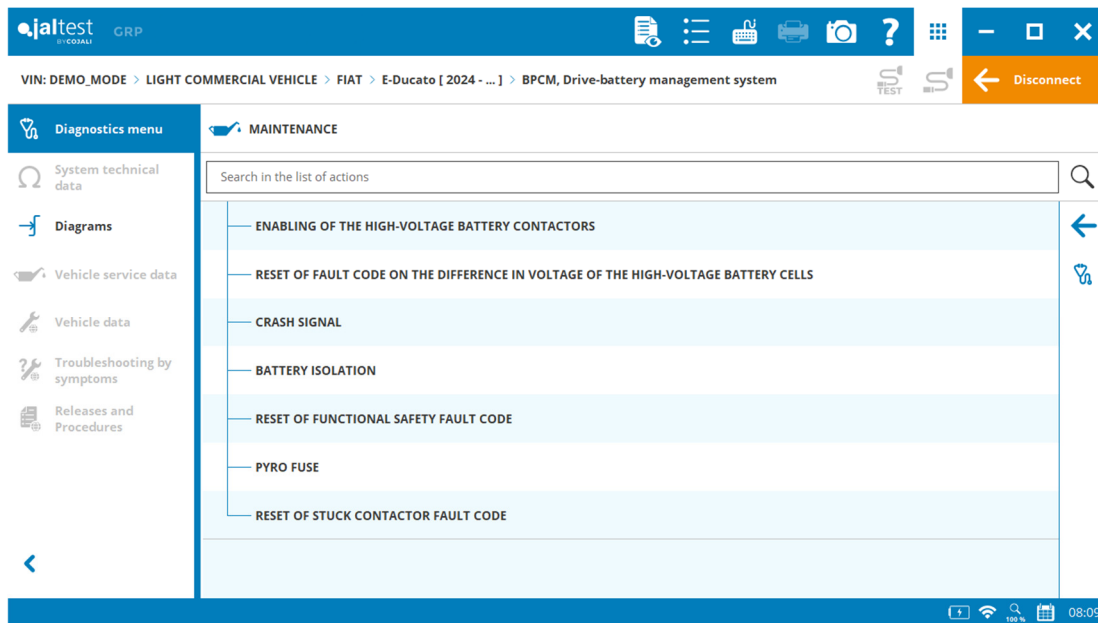 jaltest GRP
BY COJALI
VIN: DEMO_MODE > LIGHT COMMERCIAL VEHICLE > FIAT > E-Ducato [ 2024 - ... ] > BPCM, Drive-battery management system
TEST
Disconnect
Diagnostics menu
MAINTENANCE
System technical
data
Search in the list of actions
Diagrams
ENABLING OF THE HIGH-VOLTAGE BATTERY CONTACTORS
Vehicle service data
RESET OF FAULT CODE ON THE DIFFERENCE IN VOLTAGE OF THE HIGH-VOLTAGE BATTERY CELLS
Vehicle data
CRASH SIGNAL
Troubleshooting by
symptoms
BATTERY ISOLATION
Releases and
Procedures
RESET OF FUNCTIONAL SAFETY FAULT CODE
PYRO FUSE
RESET OF STUCK CONTACTOR FAULT CODE
100 %
08:09